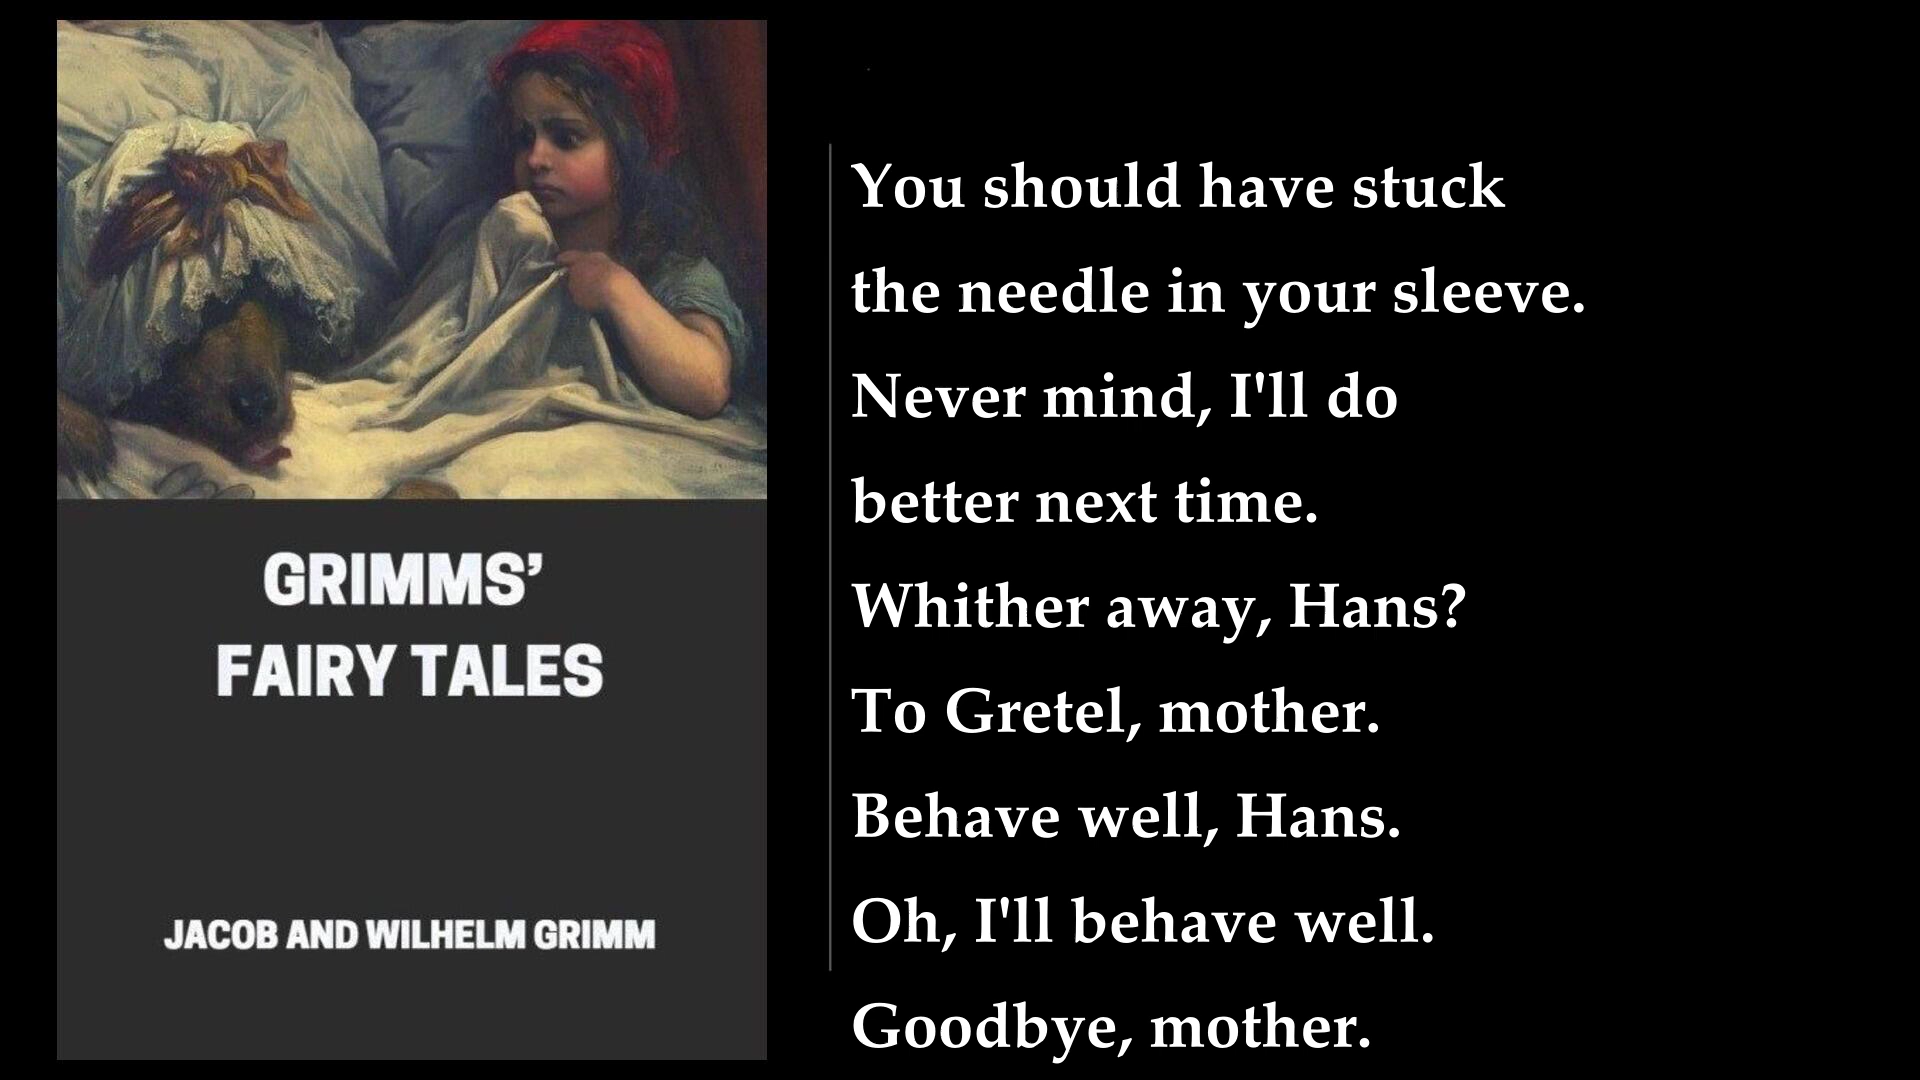 GRIMMS’
FAIRY TALES
JACOB AND WILHELM GRIMM
You should have stuck
the needle in your sleeve.
Never mind, I'll do
better next time.
Whither away, Hans?
To Gretel, mother.
Behave well, Hans.
Oh, I'll behave well.
Goodbye, mother.